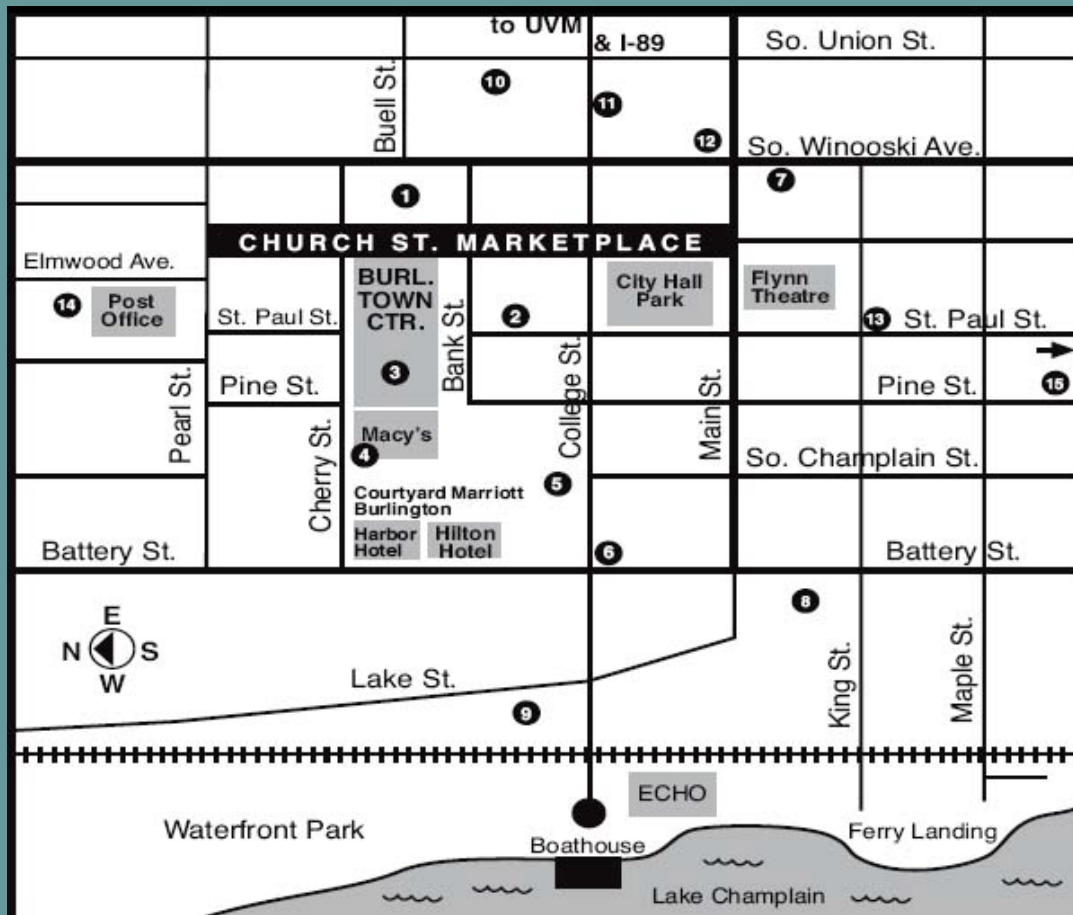 to UVM
& I-89
So. Union St.
Buell St.
10
11
12
So. Winooski Ave.
7
1
CHURCH ST. MARKETPLACE
Elmwood Ave.
14
Post
Office
St. Paul St.
BURL.
TOWN
CTR.
3
Bank St.
2
City Hall
Park
Flynn
Theatre
13
St. Paul St.
Pearl St.
Pine St.
Cherry St.
College St.
Main St.
Pine St.
15
Macy's
4
So. Champlain St.
5
Courtyard Marriott
Burlington
Harbor
Hotel
Hilton
Hotel
6
Battery St.
Battery St.
8
E
N S
W
Lake St.
9
King St.
Maple St.
ECHO
Waterfront Park
Boathouse
Ferry Landing
Lake Champlain